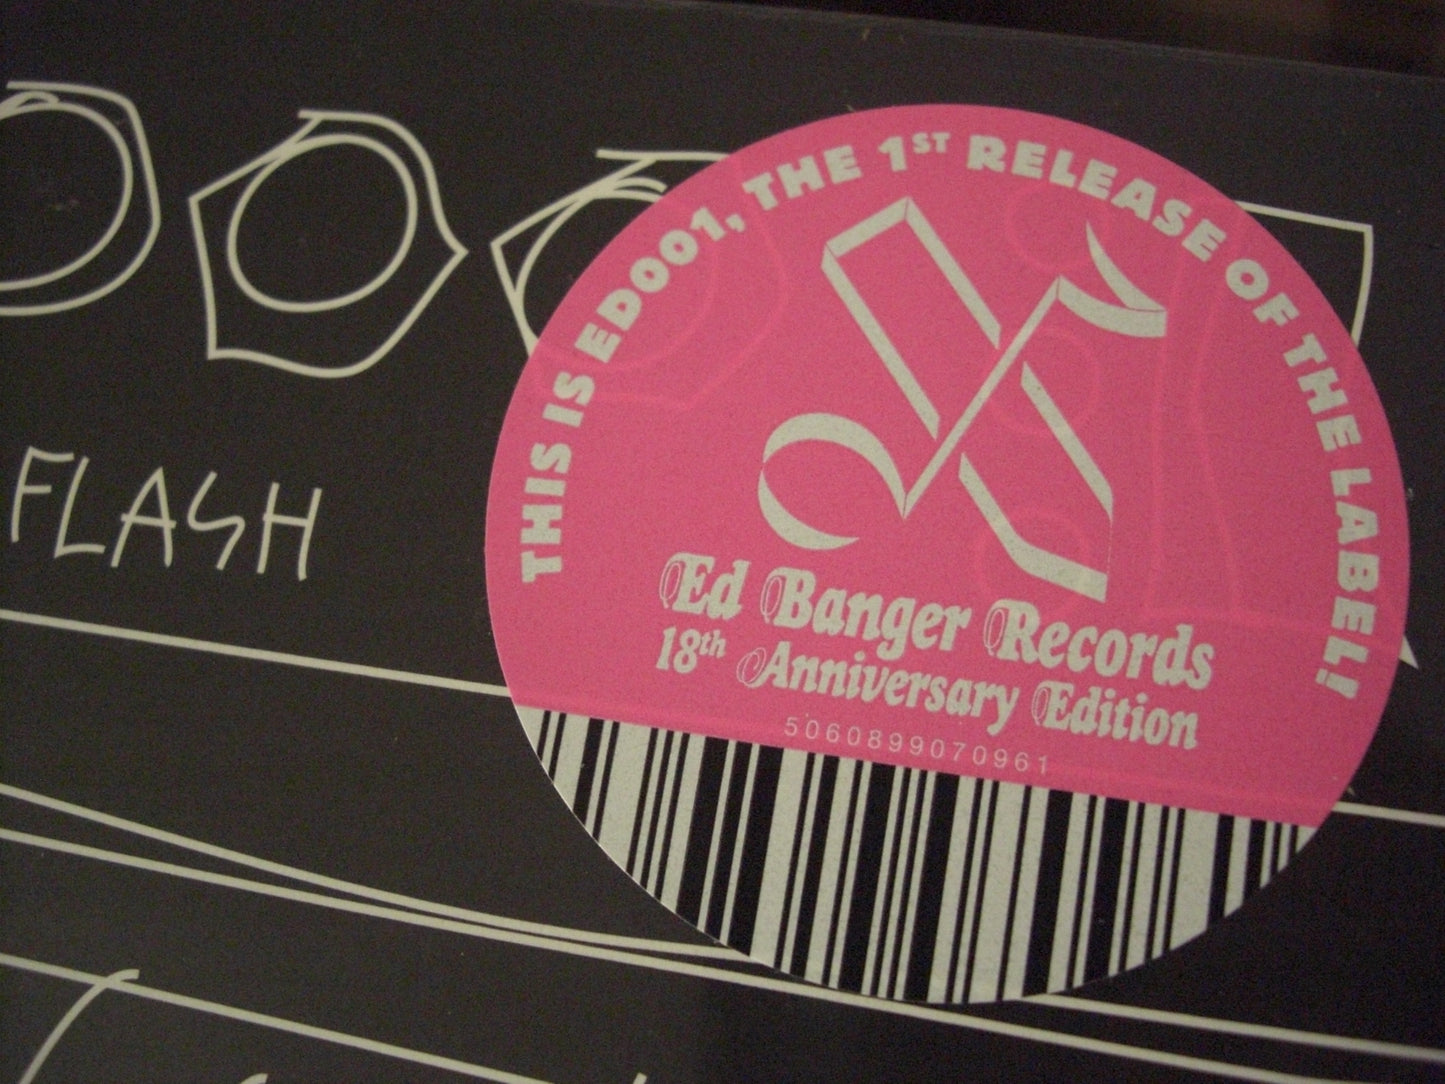 THIS IS ED001, THE 1ST RELEASE OF THE LABEL!
FLASH
Ed Banger Records
18th Anniversary Edition
5060899070961